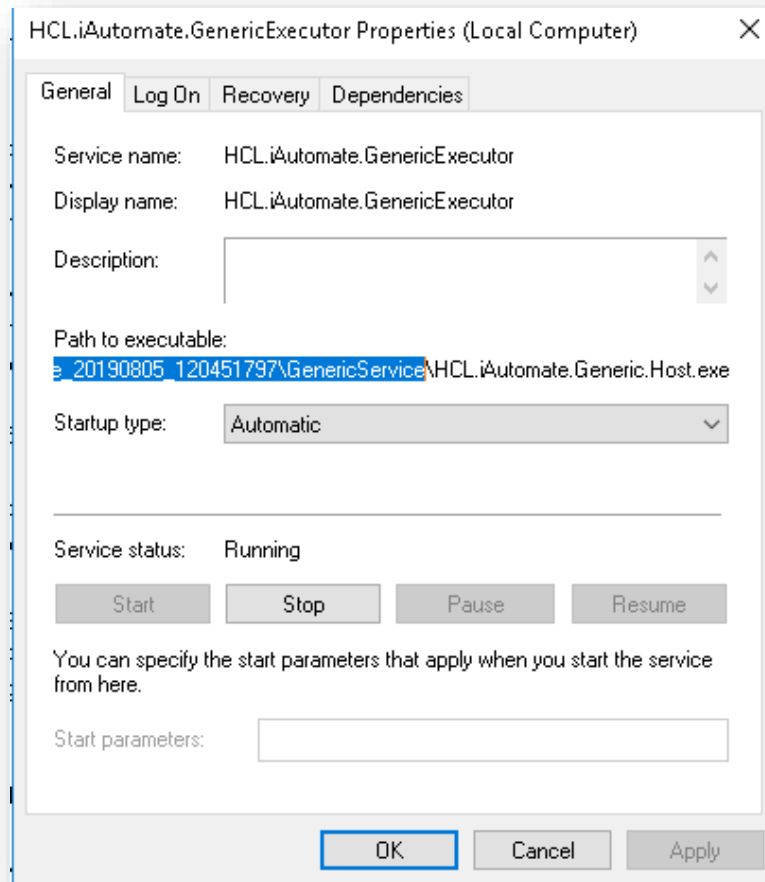 HCL.iAutomate.GenericExecutor Properties (Local Computer)
General Log On Recovery Dependencies
Service name: HCL.iAutomate.GenericExecutor
Display name: HCL.iAutomate.GenericExecutor
Description:
Path to executable:
e_20190805_120451797\GenericService\HCL.iAutomate.Generic.Host.exe
Startup type: Automatic
Service status: Running
Start Stop Pause Resume
You can specify the start parameters that apply when you start the service
from here.
Start parameters:
OK Cancel Apply